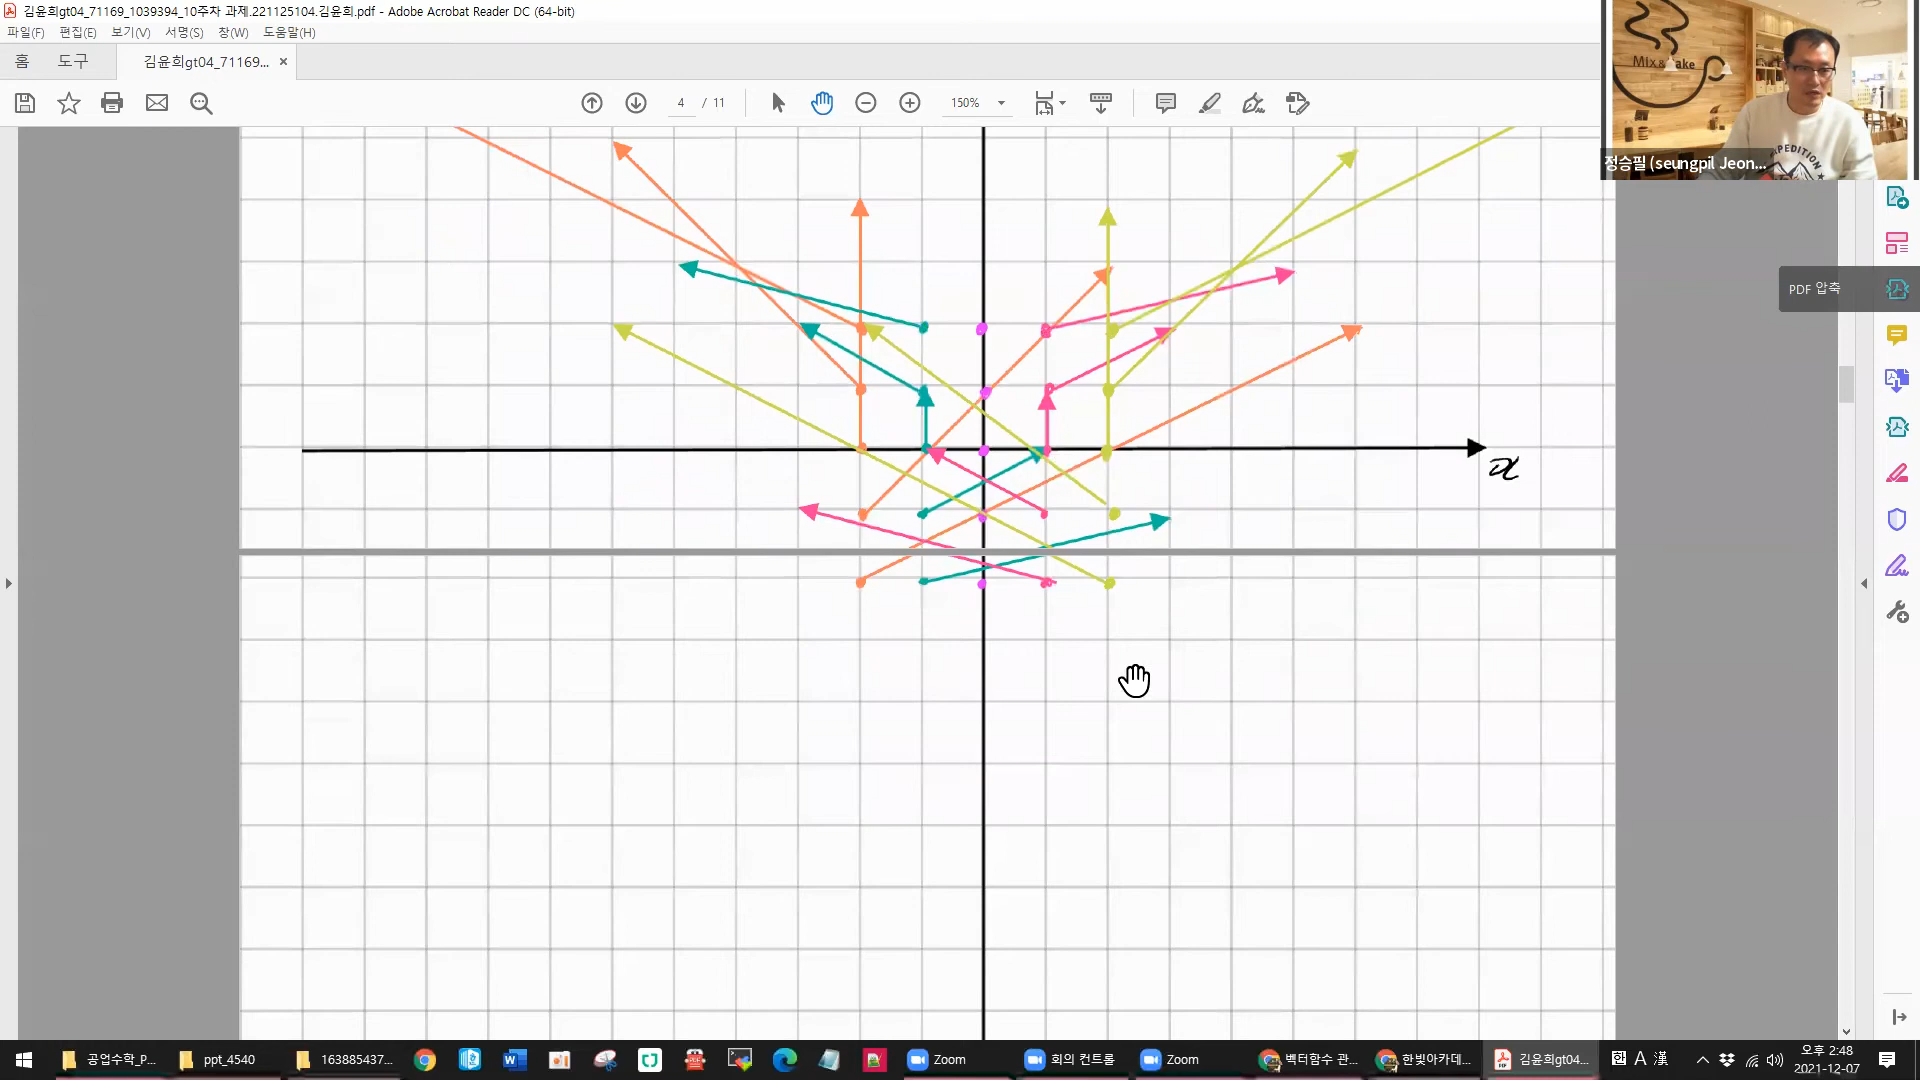 김윤희gt04_71169_1039394_10주차 과제.221125104.김윤희.pdf - Adobe Acrobat Reader DC (64-bit)
파일(F) 편집(E) 보기(V) 서명(S) 창(W) 도움말(H)
홈 도구 김윤희gt04_71169... ×
4 / 11 150%
Mix&
정승필 (seungpil Jeon...
PEDITION
PDF 압축
x
공업수학_P... ppt_4540 163885437... Zoom 회의 컨트롤 Zoom 벡터함수 관... 한빛아카데... 김윤희gt04... 한 A 漢 오후 2:48
2021-12-07